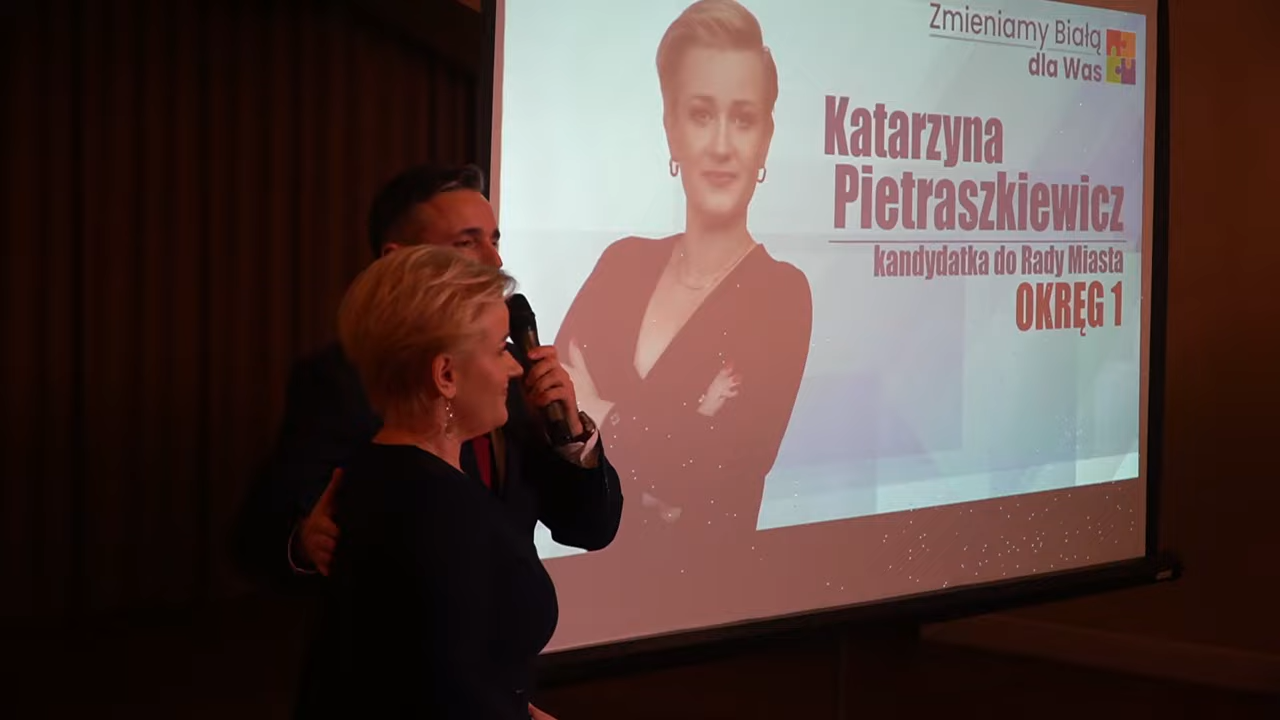 Zmieniamy Białą
dla Was
Katarzyna
Pietraszkiewicz
kandydatka do Rady Miasta
OKRĘG 1